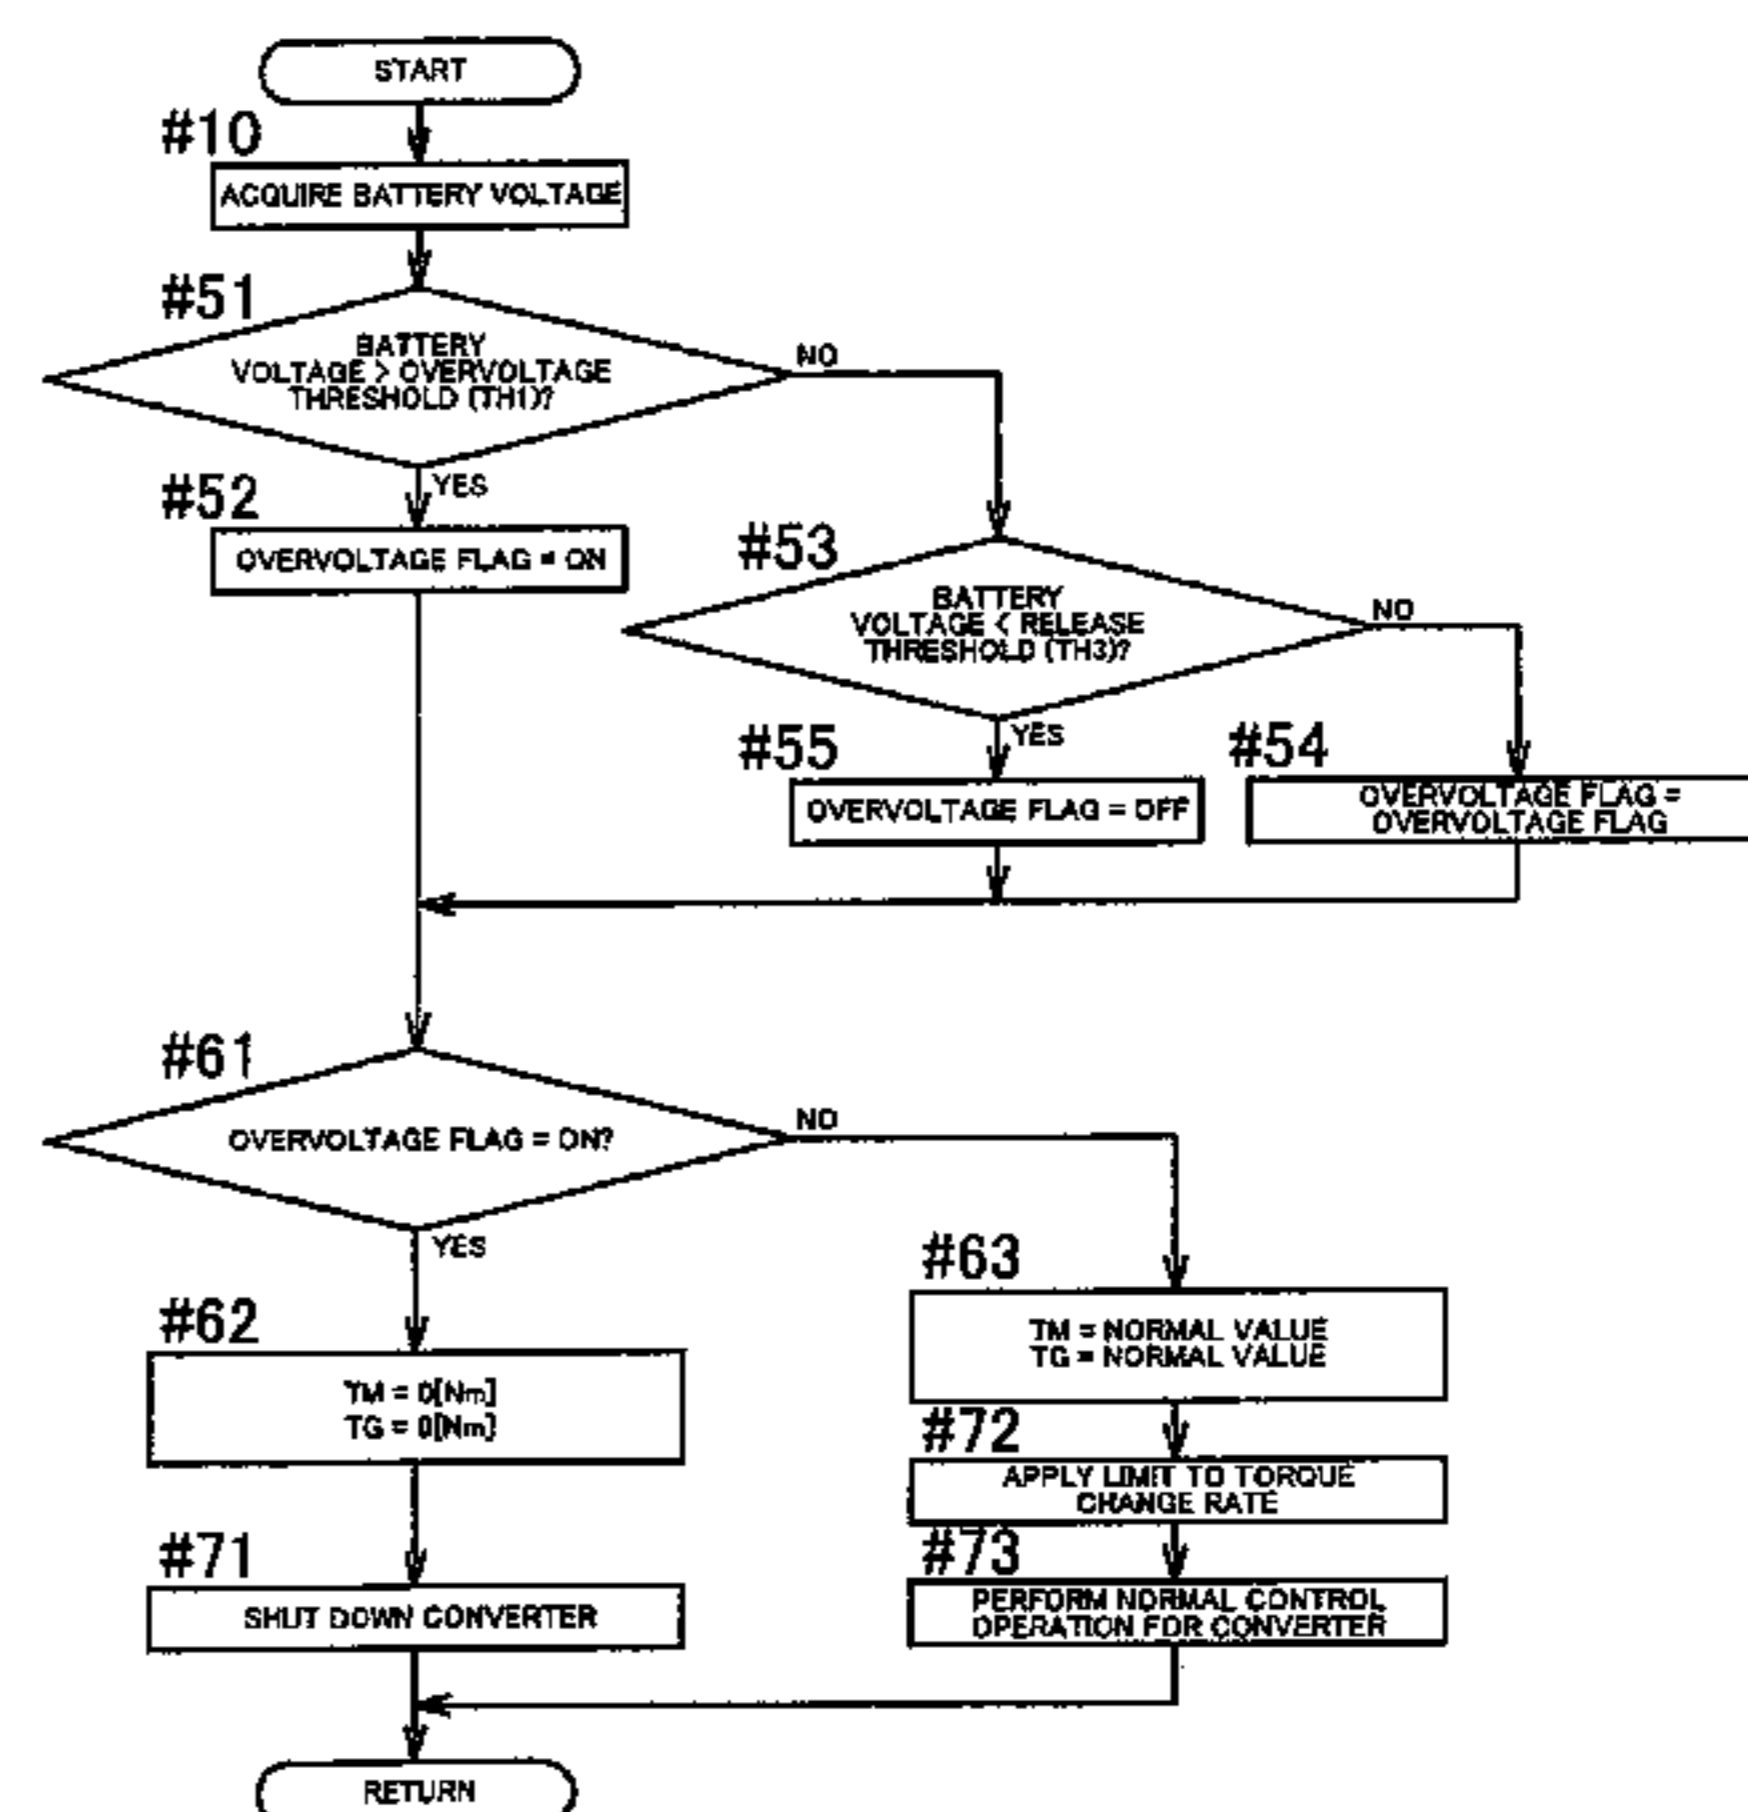 START
#10
ACQUIRE BATTERY VOLTAGE
#51
BATTERY
VOLTAGE > OVERVOLTAGE
THRESHOLD (TH1)?
NO
YES
#52
OVERVOLTAGE FLAG = ON
#53
BATTERY
VOLTAGE < RELEASE
THRESHOLD (TH3)?
NO
YES
#55
OVERVOLTAGE FLAG = OFF
#54
OVERVOLTAGE FLAG =
OVERVOLTAGE FLAG
#61
OVERVOLTAGE FLAG = ON?
NO
YES
#62
TM = 0[Nm]
TG = 0[Nm]
#63
TM = NORMAL VALUE
TG = NORMAL VALUE
#72
APPLY LIMIT TO TORQUE
CHANGE RATE
#71
SHUT DOWN CONVERTER
#73
PERFORM NORMAL CONTROL
OPERATION FOR CONVERTER
RETURN